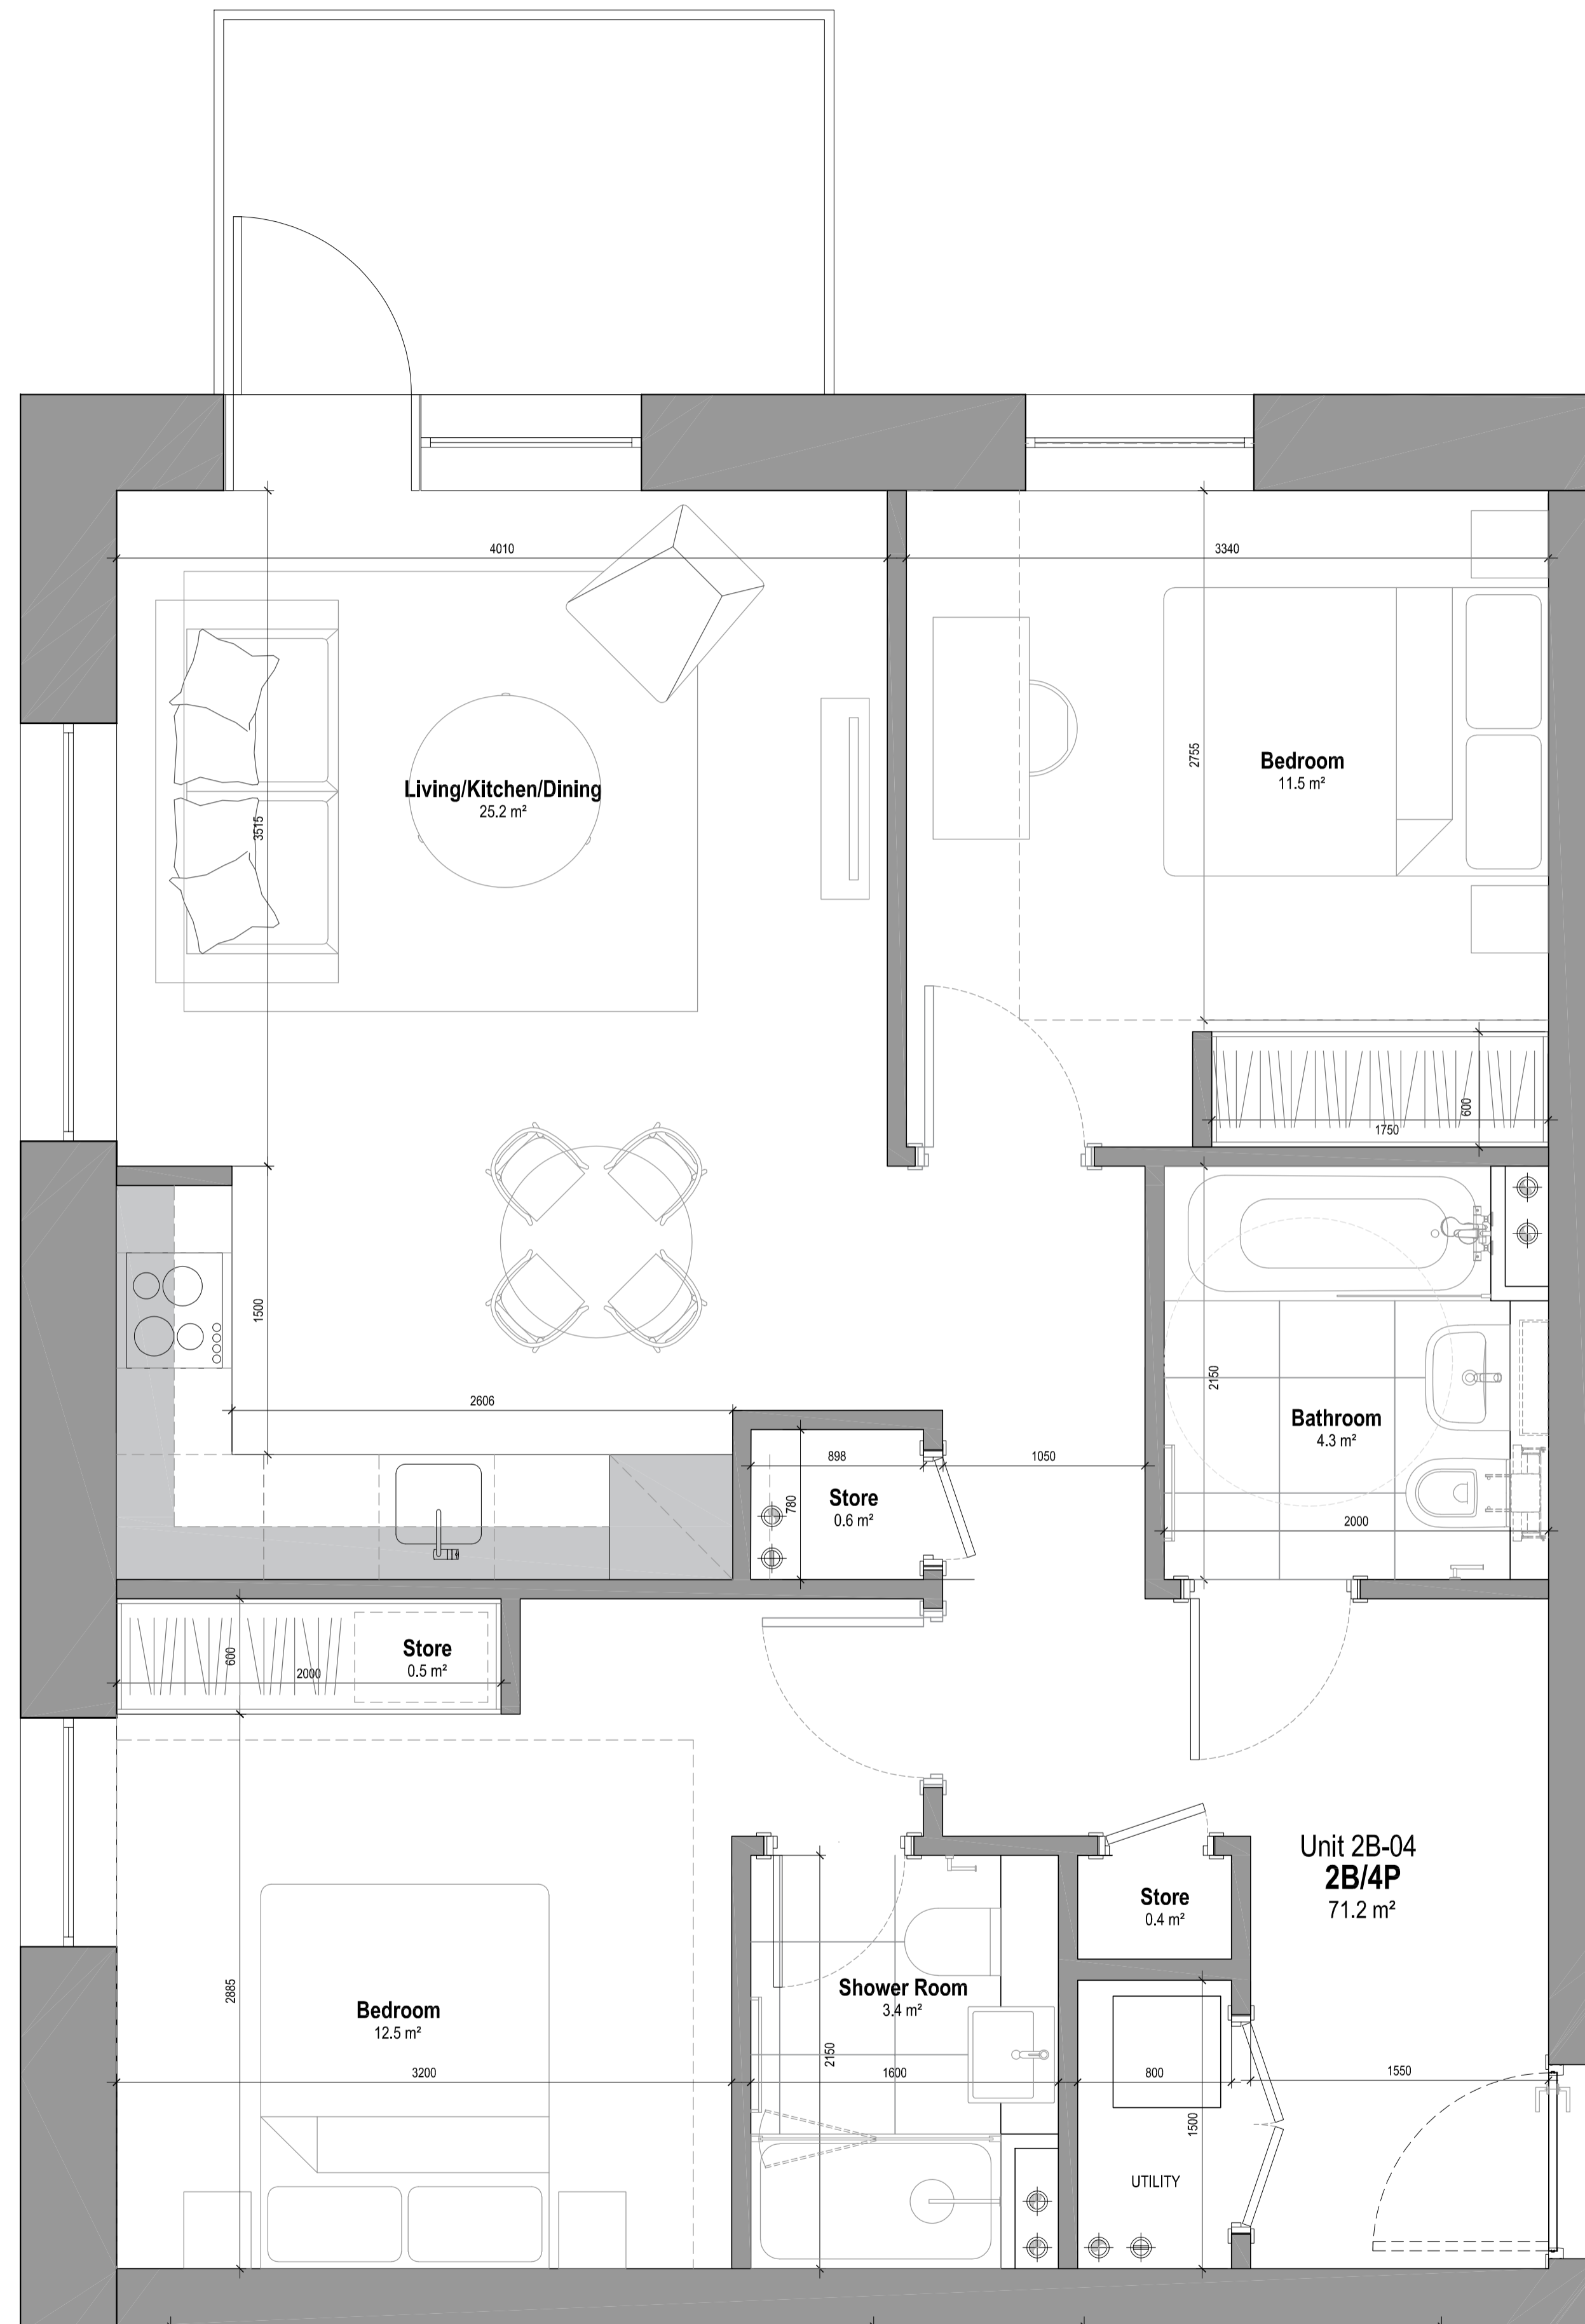 4010
3340
2755
Bedroom
11.5 m²
Living/Kitchen/Dining
25.2 m²
3515
600
1750
1500
2150
2606
Bathroom
4.3 m²
898
1050
Store
0.6 m²
780
2000
Store
0.5 m²
600
2000
Unit 2B-04
2B/4P
71.2 m²
Store
0.4 m²
2885
Bedroom
12.5 m²
Shower Room
3.4 m²
2150
3200
1600
800
1550
1500
UTILITY